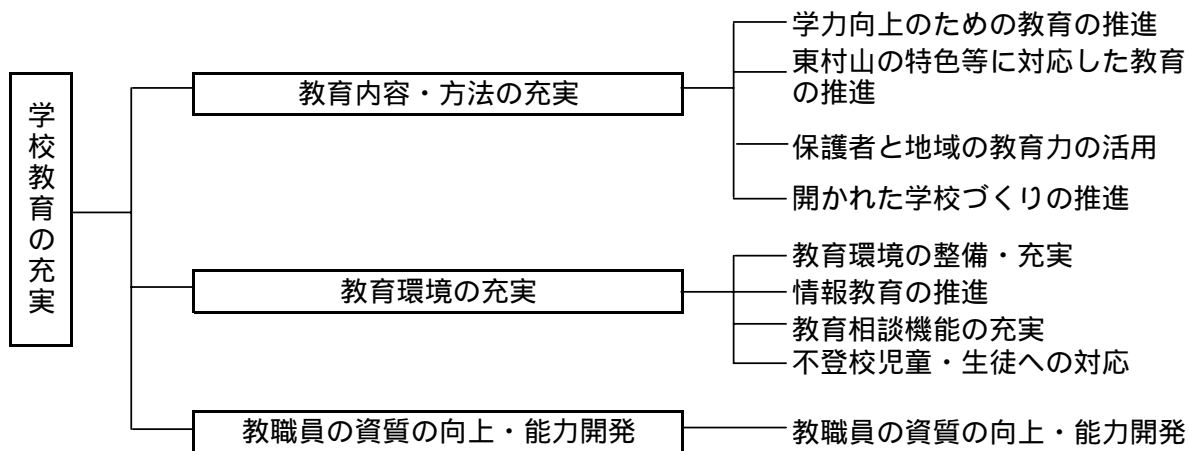 学校教育の充実
教育内容・方法の充実
学力向上のための教育の推進
東村山の特色等に対応した教育
の推進
保護者と地域の教育力の活用
開かれた学校づくりの推進
教育環境の充実
教育環境の整備・充実
情報教育の推進
教育相談機能の充実
不登校児童・生徒への対応
教職員の資質の向上・能力開発
教職員の資質の向上・能力開発